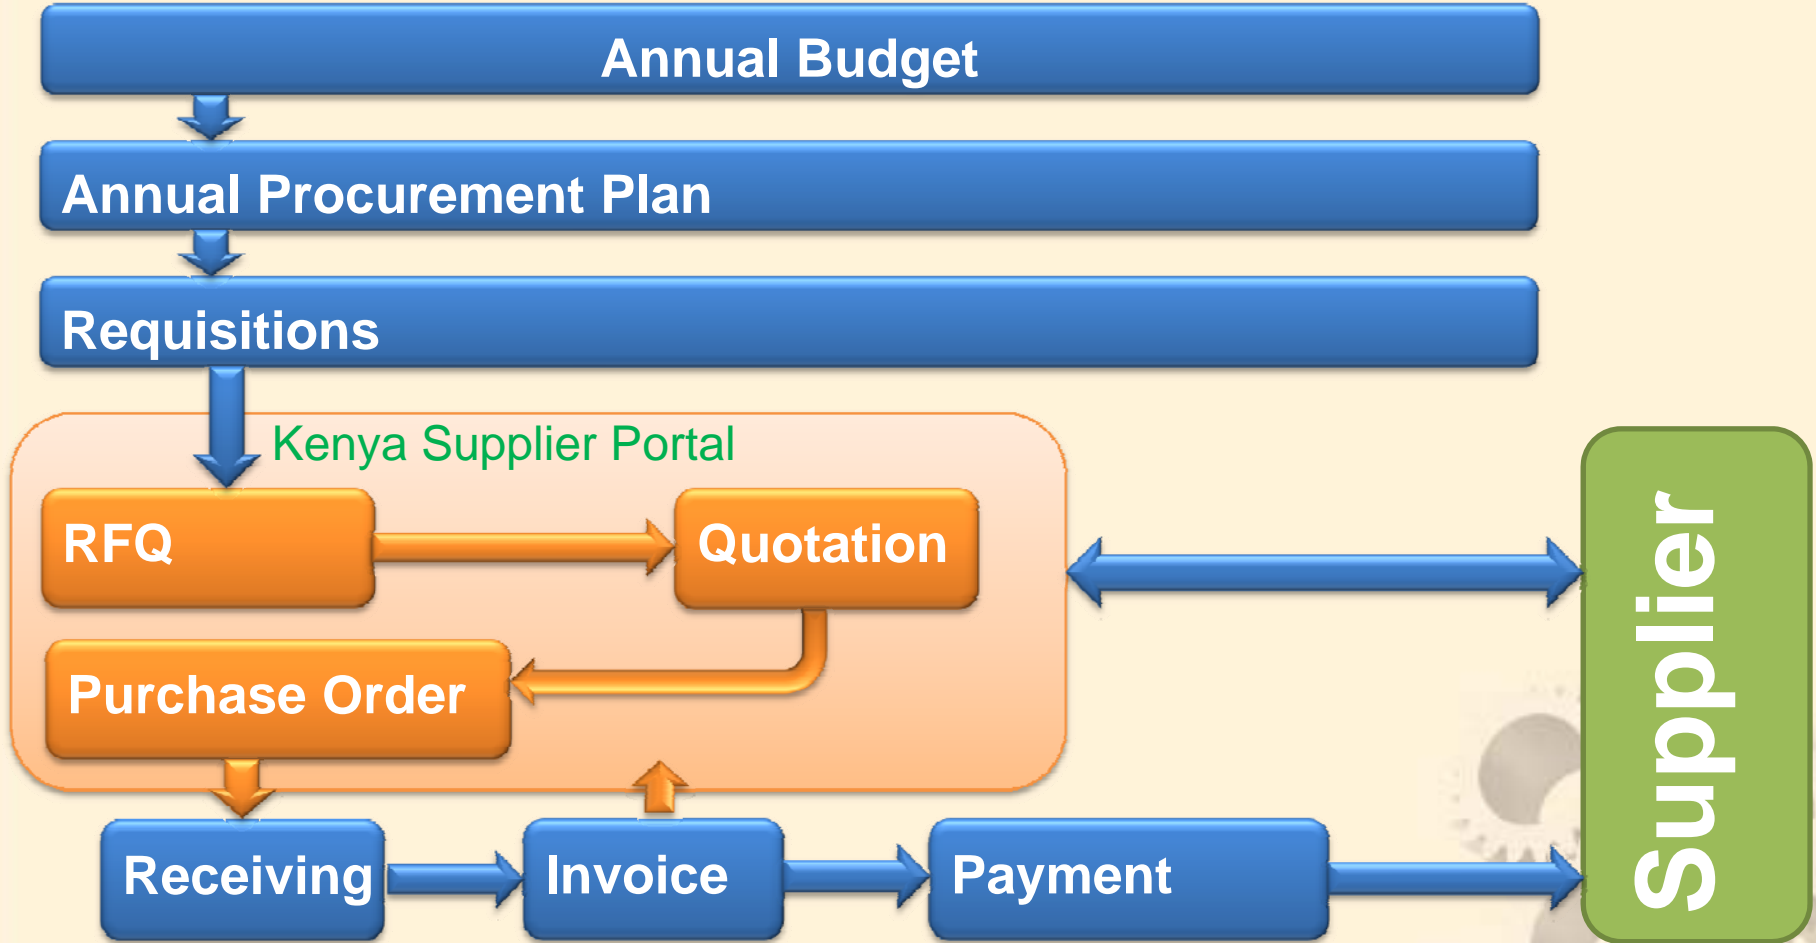 Annual Budget
Annual Procurement Plan
Requisitions
Kenya Supplier Portal
RFQ
Quotation
Purchase Order
Receiving
Invoice
Payment
Supplier